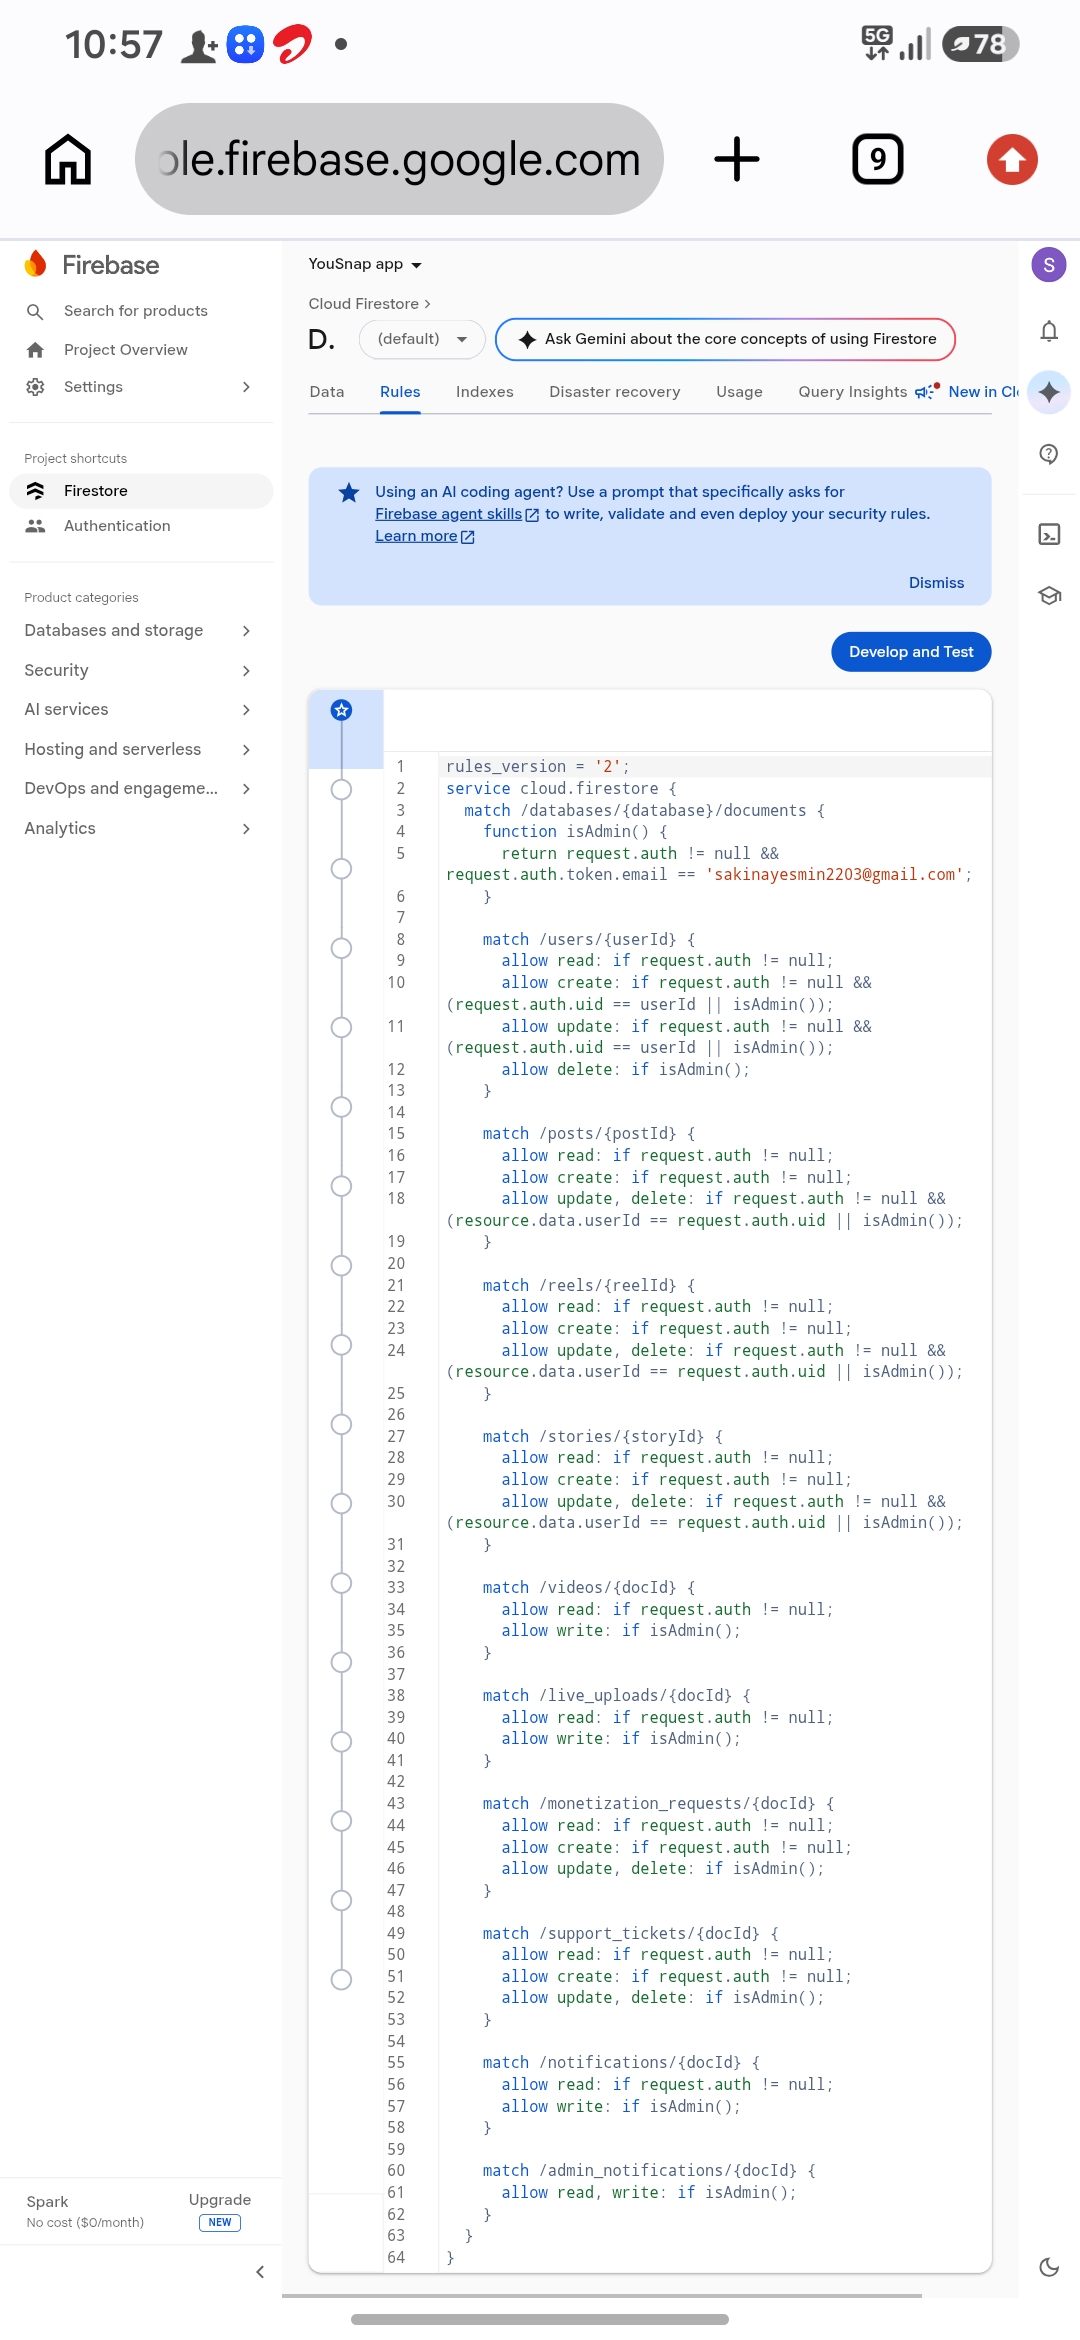 10:57
5G
78
ole.firebase.google.com
9
Firebase
Search for products
Project Overview
Settings
Project shortcuts
Firestore
Authentication
Product categories
Databases and storage
Security
AI services
Hosting and serverless
DevOps and engageme...
Analytics
Spark
No cost ($0/month)
Upgrade
NEW
YouSnap app
S
Cloud Firestore
D.
(default)
Ask Gemini about the core concepts of using Firestore
Data Rules Indexes Disaster recovery Usage Query Insights New in Clo
Using an AI coding agent? Use a prompt that specifically asks for
Firebase agent skills to write, validate and even deploy your security rules.
Learn more
Dismiss
Develop and Test
1 rules_version = '2';
2 service cloud.firestore {
3   match /databases/{database}/documents {
4     function isAdmin() {
5       return request.auth != null &&
request.auth.token.email == 'sakinayesmin2203@gmail.com';
6     }
7
8     match /users/{userId} {
9       allow read: if request.auth != null;
10       allow create: if request.auth != null &&
(request.auth.uid == userId || isAdmin());
11       allow update: if request.auth != null &&
(request.auth.uid == userId || isAdmin());
12       allow delete: if isAdmin();
13     }
14
15     match /posts/{postId} {
16       allow read: if request.auth != null;
17       allow create: if request.auth != null;
18       allow update, delete: if request.auth != null &&
(resource.data.userId == request.auth.uid || isAdmin());
19     }
20
21     match /reels/{reelId} {
22       allow read: if request.auth != null;
23       allow create: if request.auth != null;
24       allow update, delete: if request.auth != null &&
(resource.data.userId == request.auth.uid || isAdmin());
25     }
26
27     match /stories/{storyId} {
28       allow read: if request.auth != null;
29       allow create: if request.auth != null;
30       allow update, delete: if request.auth != null &&
(resource.data.userId == request.auth.uid || isAdmin());
31     }
32
33     match /videos/{docId} {
34       allow read: if request.auth != null;
35       allow write: if isAdmin();
36     }
37
38     match /live_uploads/{docId} {
39       allow read: if request.auth != null;
40       allow write: if isAdmin();
41     }
42
43     match /monetization_requests/{docId} {
44       allow read: if request.auth != null;
45       allow create: if request.auth != null;
46       allow update, delete: if isAdmin();
47     }
48
49     match /support_tickets/{docId} {
50       allow read: if request.auth != null;
51       allow create: if request.auth != null;
52       allow update, delete: if isAdmin();
53     }
54
55     match /notifications/{docId} {
56       allow read: if request.auth != null;
57       allow write: if isAdmin();
58     }
59
60     match /admin_notifications/{docId} {
61       allow read, write: if isAdmin();
62     }
63   }
64 }